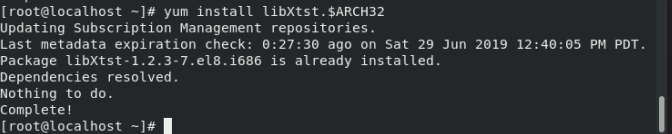 [root@localhost ~]# yum install libXtst.$ARCH32
Updating Subscription Management repositories.
Last metadata expiration check: 0:27:30 ago on Sat 29 Jun 2019 12:40:05 PM PDT.
Package libXtst-1.2.3-7.el8.i686 is already installed.
Dependencies resolved.
Nothing to do.
Complete!
[root@localhost ~]#